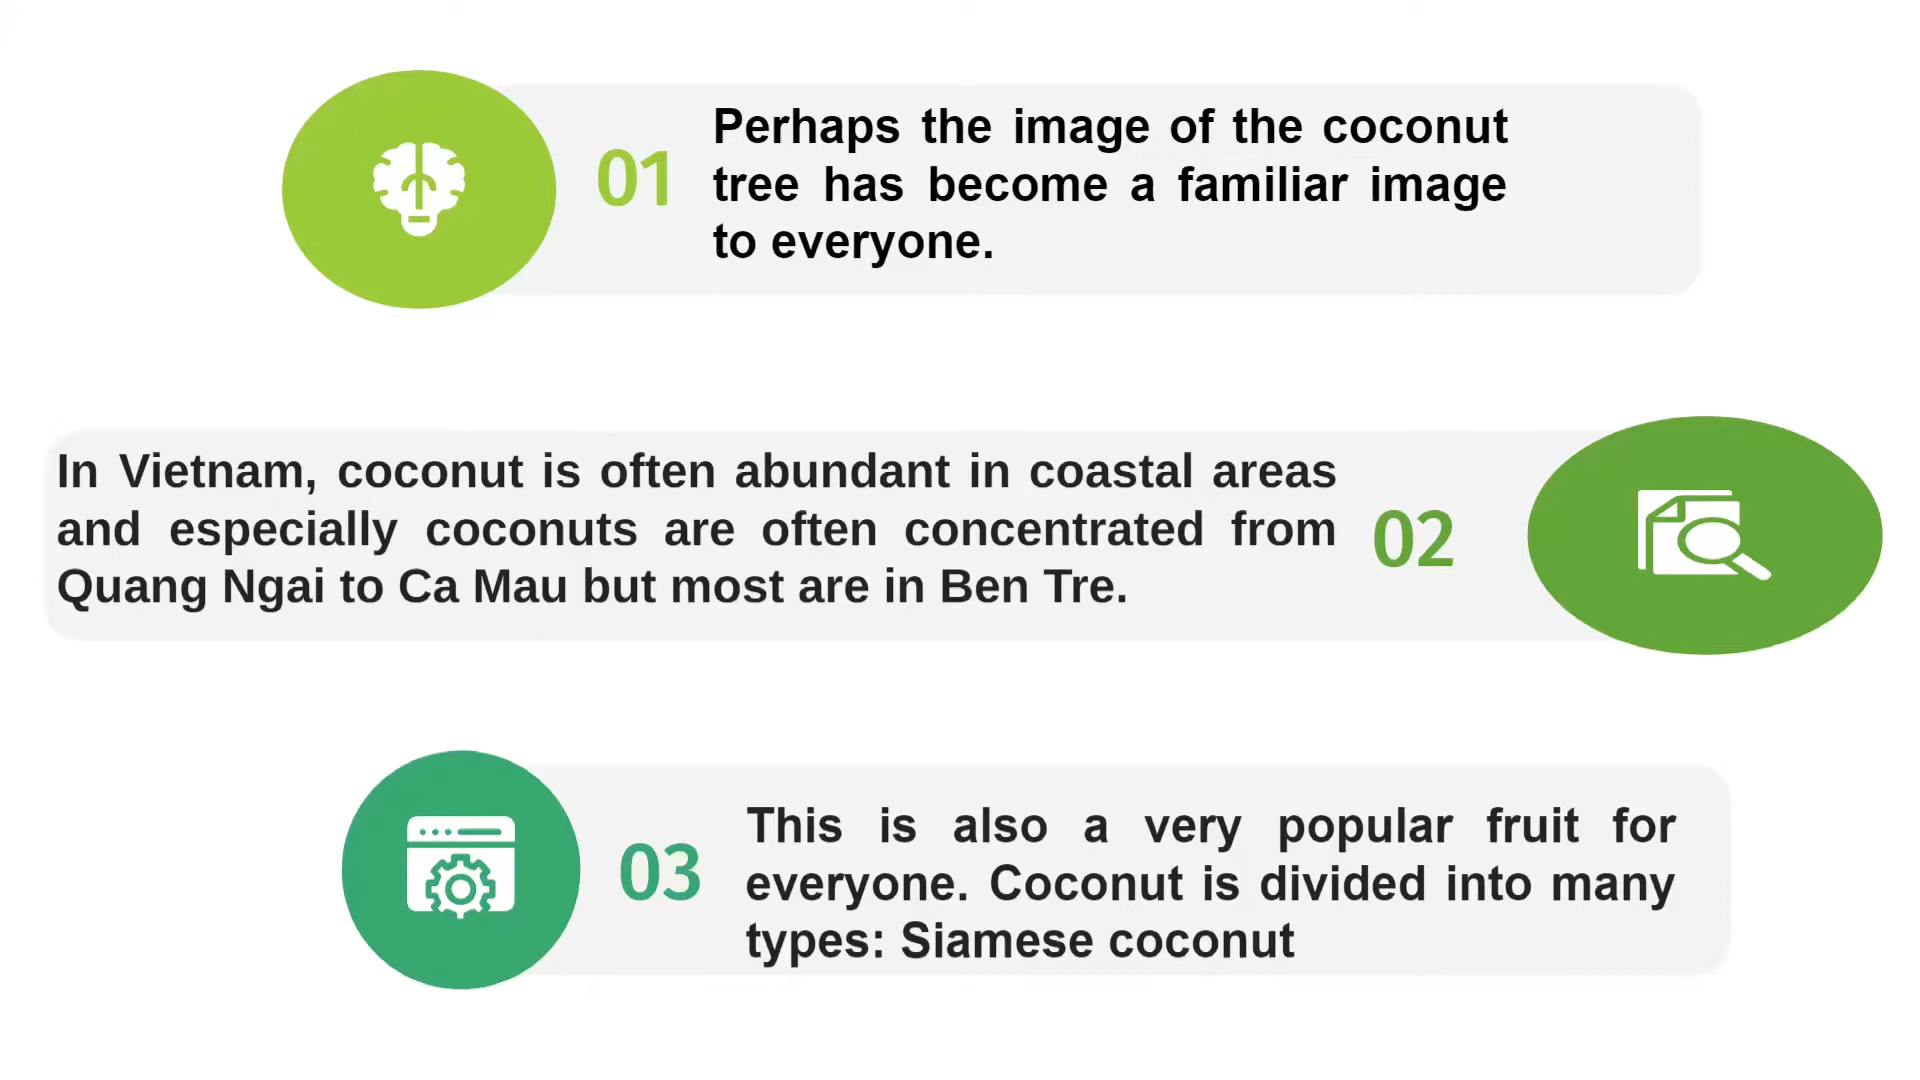 01
Perhaps the image of the coconut
tree has become a familiar image
to everyone.
In Vietnam, coconut is often abundant in coastal areas
and especially coconuts are often concentrated from
Quang Ngai to Ca Mau but most are in Ben Tre.
02
03
This is also a very popular fruit for
everyone. Coconut is divided into many
types: Siamese coconut